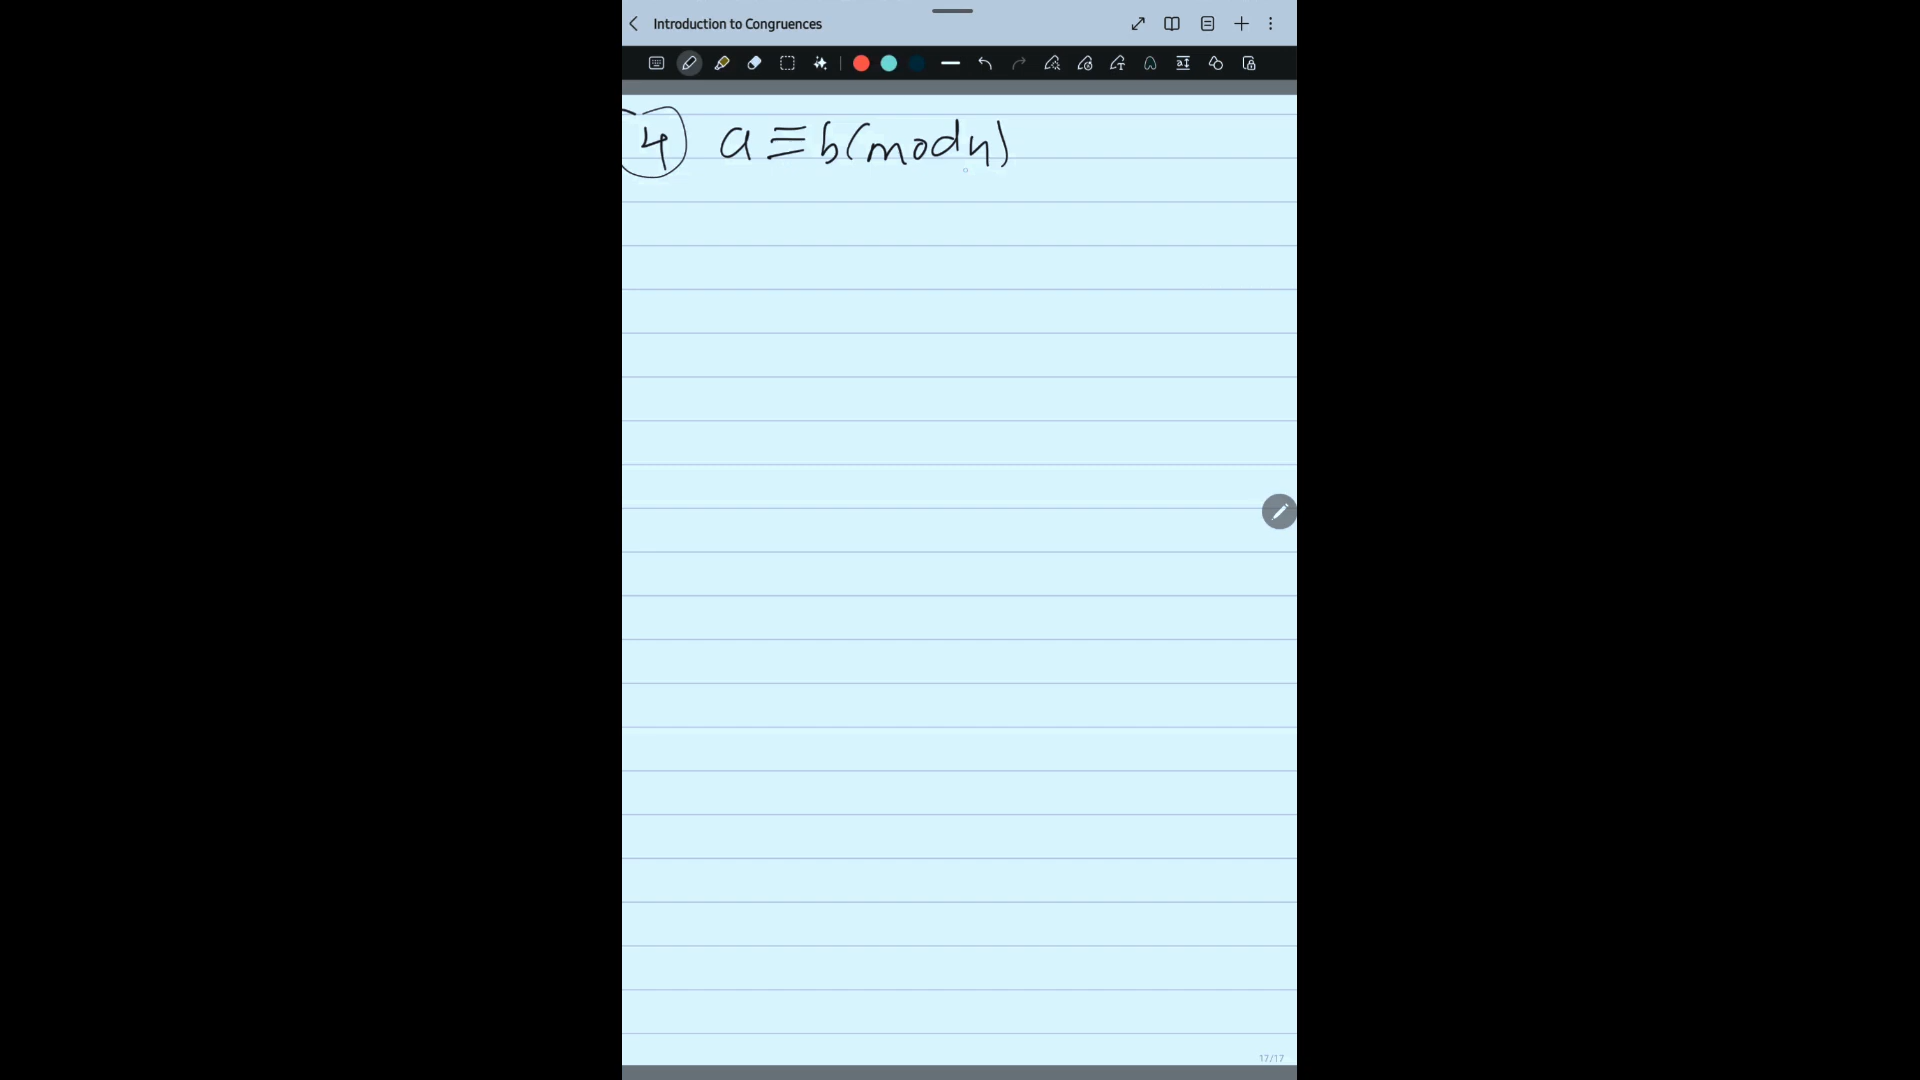 Introduction to Congruences
4 a ≡ b (mod n)
17/17